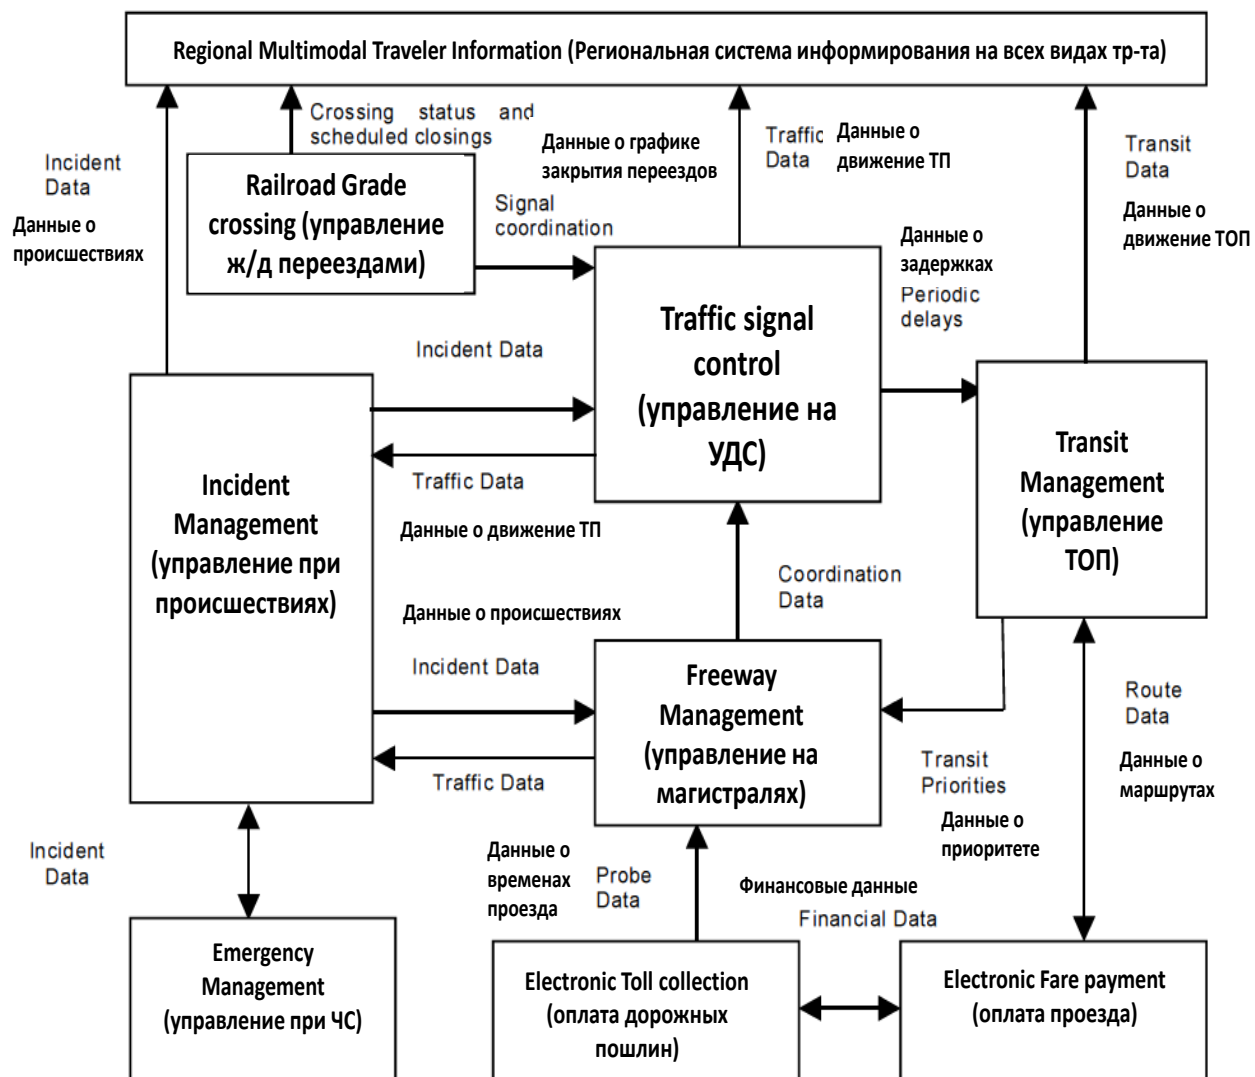 Regional Multimodal Traveler Information (Региональная система информирования на всех видах тр-та)
Incident
Data
Данные о
происшествиях
Crossing status and
scheduled closings
Данные о графике
закрытия переездов
Traffic
Data
Данные о
движение ТП
Transit
Data
Данные о
движение ТОП
Railroad Grade
crossing (управление
ж/д переездами)
Signal
coordination
Данные о
задержках
Periodic
delays
Traffic signal
control
(управление на
УДС)
Incident Data
Traffic Data
Данные о движение ТП
Incident
Management
(управление при
происшествиях)
Transit
Management
(управление
ТОП)
Coordination
Data
Данные о происшествиях
Incident Data
Freeway
Management
(управление на
магистралях)
Traffic Data
Transit
Priorities
Данные о
приоритете
Route
Data
Данные о
маршрутах
Incident
Data
Данные о
временах
проезда
Probe
Data
Финансовые данные
Financial Data
Emergency
Management
(управление при ЧС)
Electronic Toll collection
(оплата дорожных
пошлин)
Electronic Fare payment
(оплата проезда)